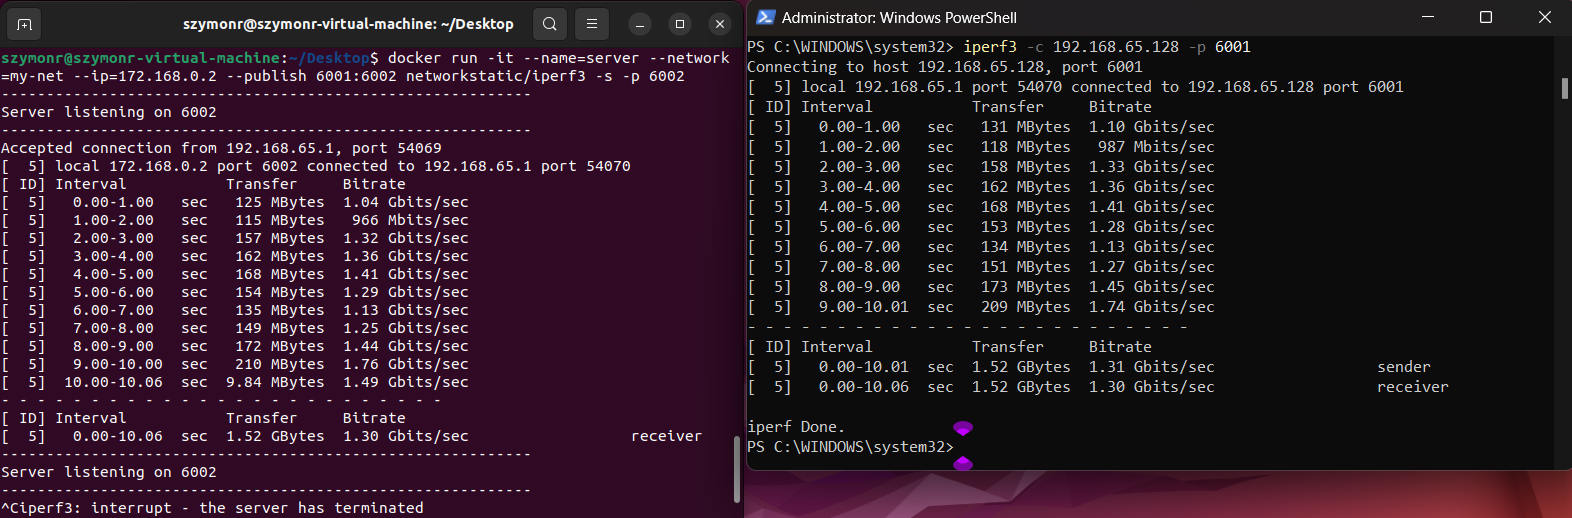 szymonr@szymonr-virtual-machine: ~/Desktop
szymonr@szymonr-virtual-machine:~/Desktop$ docker run -it --name=server --network
=my-net --ip=172.168.0.2 --publish 6001:6002 networkstatic/iperf3 -s -p 6002
-----------------------------------------------------------
Server listening on 6002
-----------------------------------------------------------
Accepted connection from 192.168.65.1, port 54069
[  5] local 172.168.0.2 port 6002 connected to 192.168.65.1 port 54070
[ ID] Interval           Transfer     Bitrate
[  5]   0.00-1.00   sec   125 MBytes  1.04 Gbits/sec
[  5]   1.00-2.00   sec   115 MBytes   966 Mbits/sec
[  5]   2.00-3.00   sec   157 MBytes  1.32 Gbits/sec
[  5]   3.00-4.00   sec   162 MBytes  1.36 Gbits/sec
[  5]   4.00-5.00   sec   168 MBytes  1.41 Gbits/sec
[  5]   5.00-6.00   sec   154 MBytes  1.29 Gbits/sec
[  5]   6.00-7.00   sec   135 MBytes  1.13 Gbits/sec
[  5]   7.00-8.00   sec   149 MBytes  1.25 Gbits/sec
[  5]   8.00-9.00   sec   172 MBytes  1.44 Gbits/sec
[  5]   9.00-10.00  sec   210 MBytes  1.76 Gbits/sec
[  5]  10.00-10.06  sec  9.84 MBytes  1.49 Gbits/sec
- - - - - - - - - - - - - - - - - - - - - - - - -
[ ID] Interval           Transfer     Bitrate
[  5]   0.00-10.06  sec  1.52 GBytes  1.30 Gbits/sec                  receiver
-----------------------------------------------------------
Server listening on 6002
-----------------------------------------------------------
^Ciperf3: interrupt - the server has terminated
Administrator: Windows PowerShell
PS C:\WINDOWS\system32> iperf3 -c 192.168.65.128 -p 6001
Connecting to host 192.168.65.128, port 6001
[  5] local 192.168.65.1 port 54070 connected to 192.168.65.128 port 6001
[ ID] Interval           Transfer     Bitrate
[  5]   0.00-1.00   sec   131 MBytes  1.10 Gbits/sec
[  5]   1.00-2.00   sec   118 MBytes   987 Mbits/sec
[  5]   2.00-3.00   sec   158 MBytes  1.33 Gbits/sec
[  5]   3.00-4.00   sec   162 MBytes  1.36 Gbits/sec
[  5]   4.00-5.00   sec   168 MBytes  1.41 Gbits/sec
[  5]   5.00-6.00   sec   153 MBytes  1.28 Gbits/sec
[  5]   6.00-7.00   sec   134 MBytes  1.13 Gbits/sec
[  5]   7.00-8.00   sec   151 MBytes  1.27 Gbits/sec
[  5]   8.00-9.00   sec   173 MBytes  1.45 Gbits/sec
[  5]   9.00-10.01  sec   209 MBytes  1.74 Gbits/sec
- - - - - - - - - - - - - - - - - - - - - - - - -
[ ID] Interval           Transfer     Bitrate
[  5]   0.00-10.01  sec  1.52 GBytes  1.31 Gbits/sec                  sender
[  5]   0.00-10.06  sec  1.52 GBytes  1.30 Gbits/sec                  receiver
iperf Done.
PS C:\WINDOWS\system32>